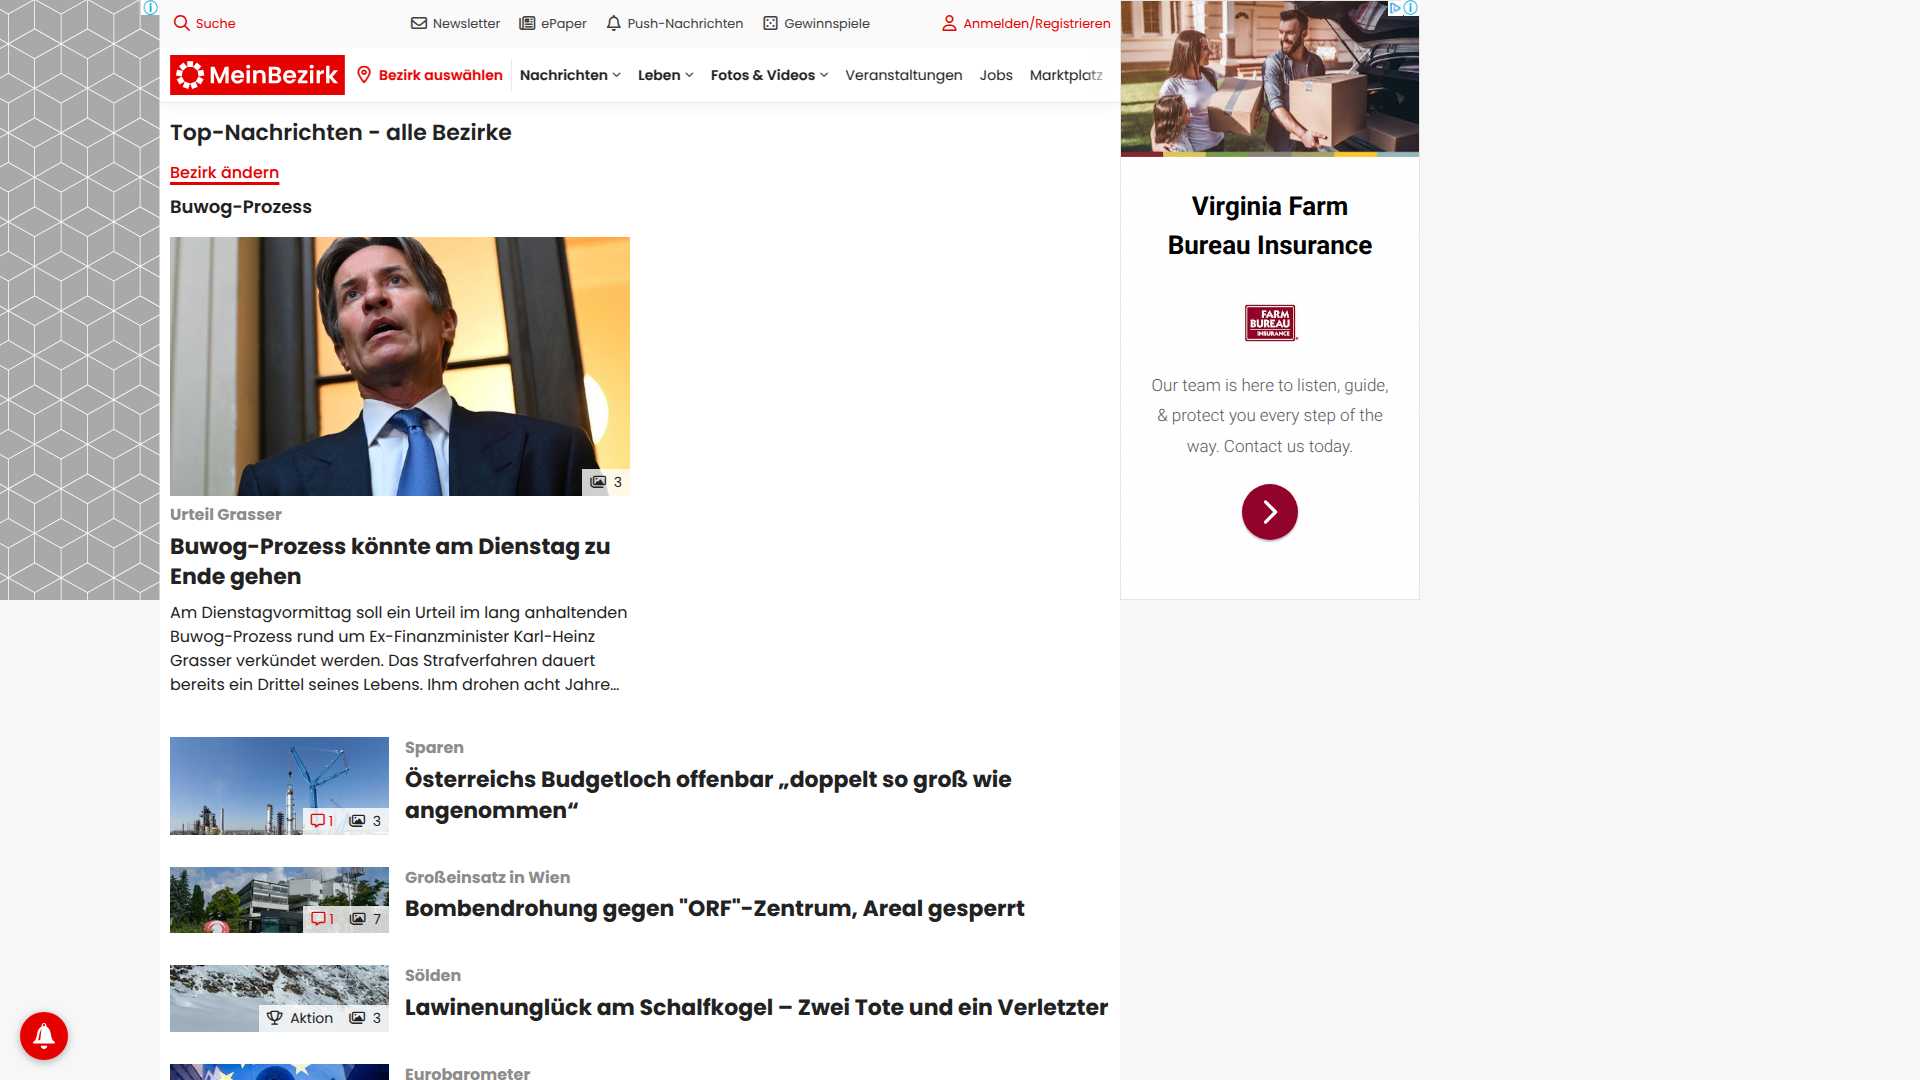 Suche
Newsletter
ePaper
Push-Nachrichten
Gewinnspiele
Anmelden/Registrieren
MeinBezirk
Bezirk auswählen
Nachrichten
Leben
Fotos & Videos
Veranstaltungen
Jobs
Marktplatz
Top-Nachrichten - alle Bezirke
Bezirk ändern
Buwog-Prozess
3
Urteil Grasser
Buwog-Prozess könnte am Dienstag zu
Ende gehen
Am Dienstagvormittag soll ein Urteil im lang anhaltenden
Buwog-Prozess rund um Ex-Finanzminister Karl-Heinz
Grasser verkündet werden. Das Strafverfahren dauert
bereits ein Drittel seines Lebens. Ihm drohen acht Jahre…
1 3
Sparen
Österreichs Budgetloch offenbar „doppelt so groß wie
angenommen“
1 7
Großeinsatz in Wien
Bombendrohung gegen "ORF"-Zentrum, Areal gesperrt
Aktion 3
Sölden
Lawinenunglück am Schalfkogel – Zwei Tote und ein Verletzter
Eurobarometer
Virginia Farm
Bureau Insurance
FARM
BUREAU
INSURANCE
Our team is here to listen, guide,
& protect you every step of the
way. Contact us today.